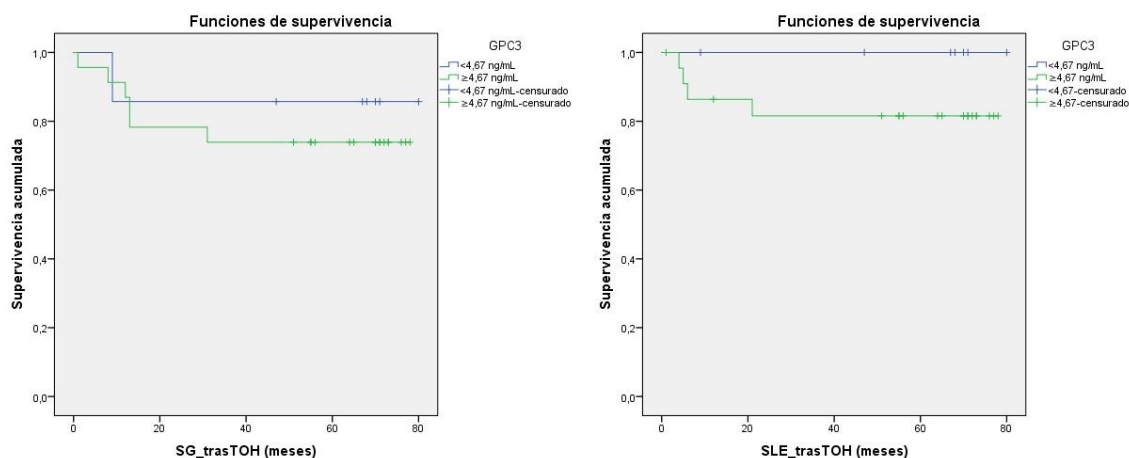 Funciones de supervivencia
GPC3
<4,67 ng/mL
≥4,67 ng/mL
<4,67 ng/mL-censurado
≥4,67 ng/mL-censurado
1,0
0,8
0,6
0,4
0,2
0,0
Supervivencia acumulada
0 20 40 60 80
SG_trasTOH (meses)
Funciones de supervivencia
GPC3
<4,67 ng/mL
≥4,67 ng/mL
<4,67-censurado
≥4,67-censurado
1,0
0,8
0,6
0,4
0,2
0,0
Supervivencia acumulada
0 20 40 60 80
SLE_trasTOH (meses)